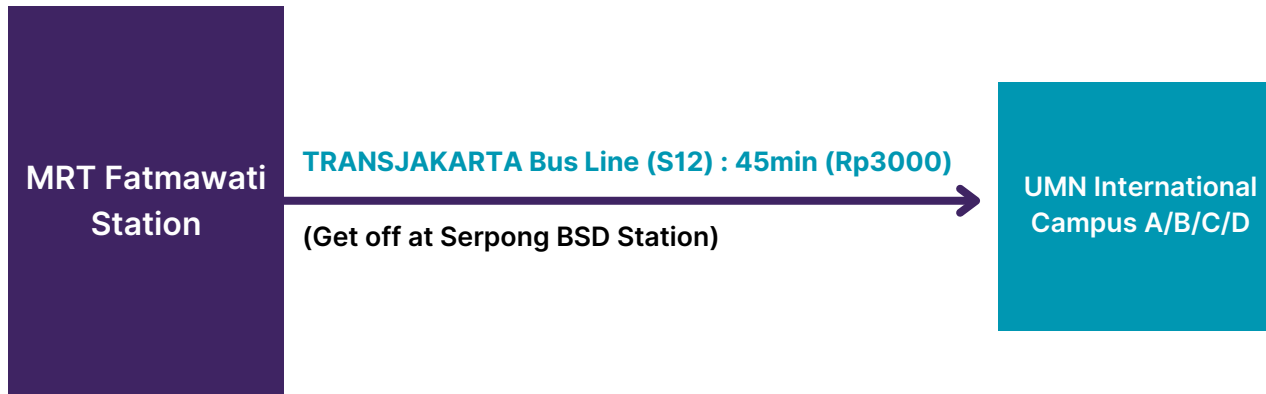 MRT Fatmawati
Station
TRANSJAKARTA Bus Line (S12) : 45min (Rp3000)
(Get off at Serpong BSD Station)
UMN International
Campus A/B/C/D